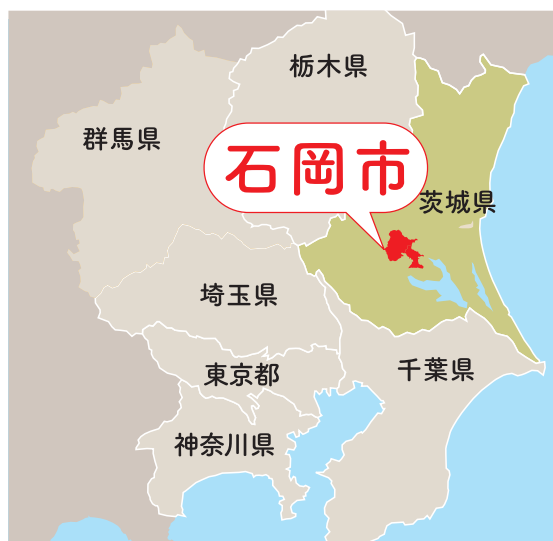 栃木県
群馬県
石岡市
茨城県
埼玉県
東京都
千葉県
神奈川県